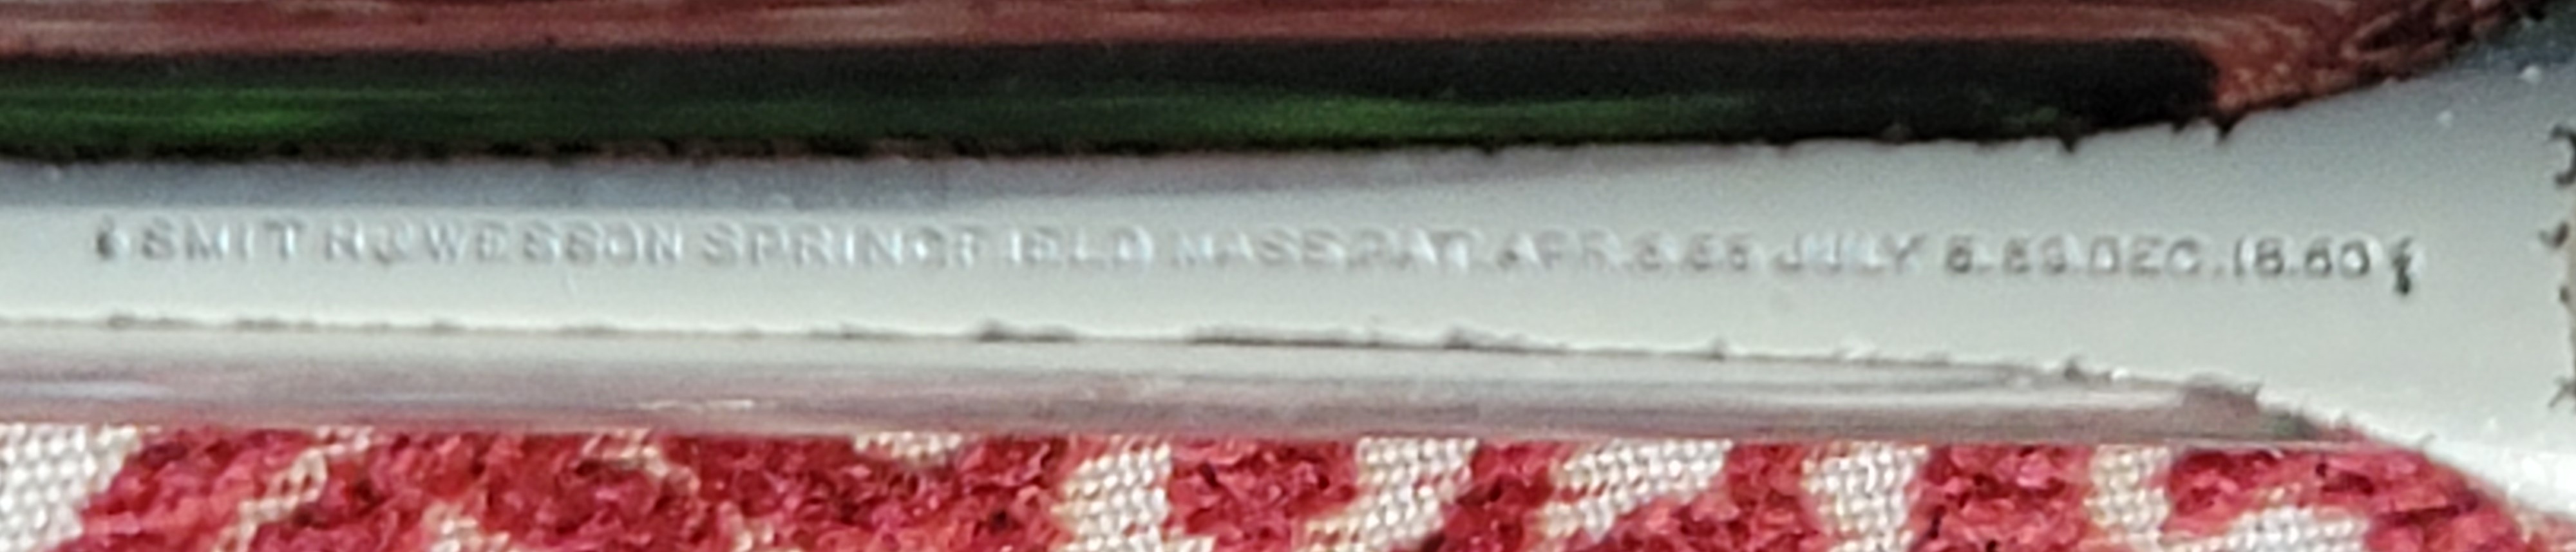 SMITH & WESSON SPRINGFIELD MASS. PAT. APR. 3.55 JULY 5.59. DEC. 18.60